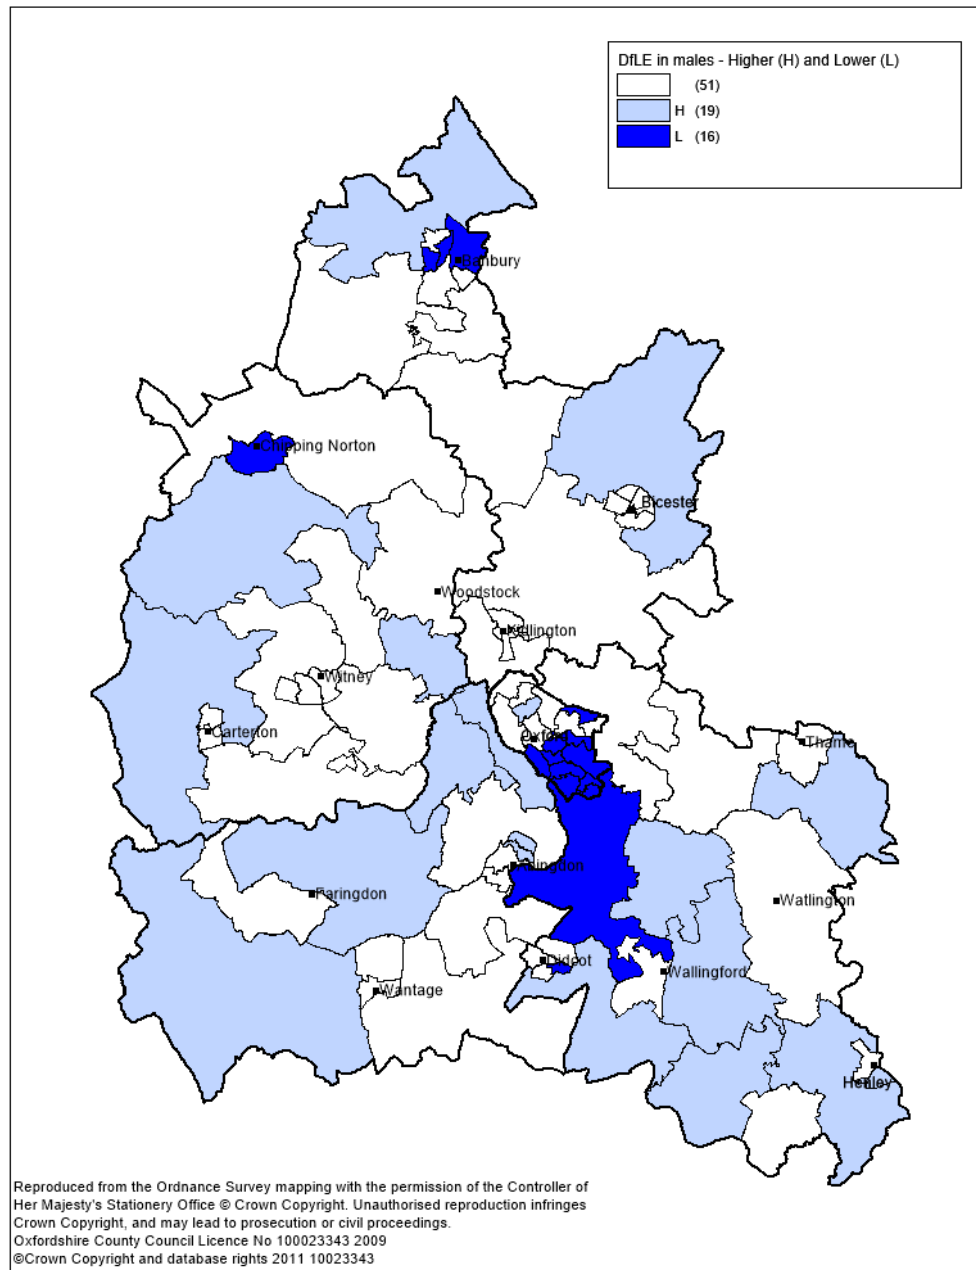 DfLE in males - Higher (H) and Lower (L)
(51)
H (19)
L (16)
Banbury
Chipping Norton
Bicester
Woodstock
Kidlington
Witney
Carterton
Oxford
Thame
Abingdon
Faringdon
Watlington
Didcot
Wallingford
Wantage
Henley
Reproduced from the Ordnance Survey mapping with the permission of the Controller of
Her Majesty's Stationery Office © Crown Copyright. Unauthorised reproduction infringes
Crown Copyright, and may lead to prosecution or civil proceedings.
Oxfordshire County Council Licence No 100023343 2009
©Crown Copyright and database rights 2011 10023343